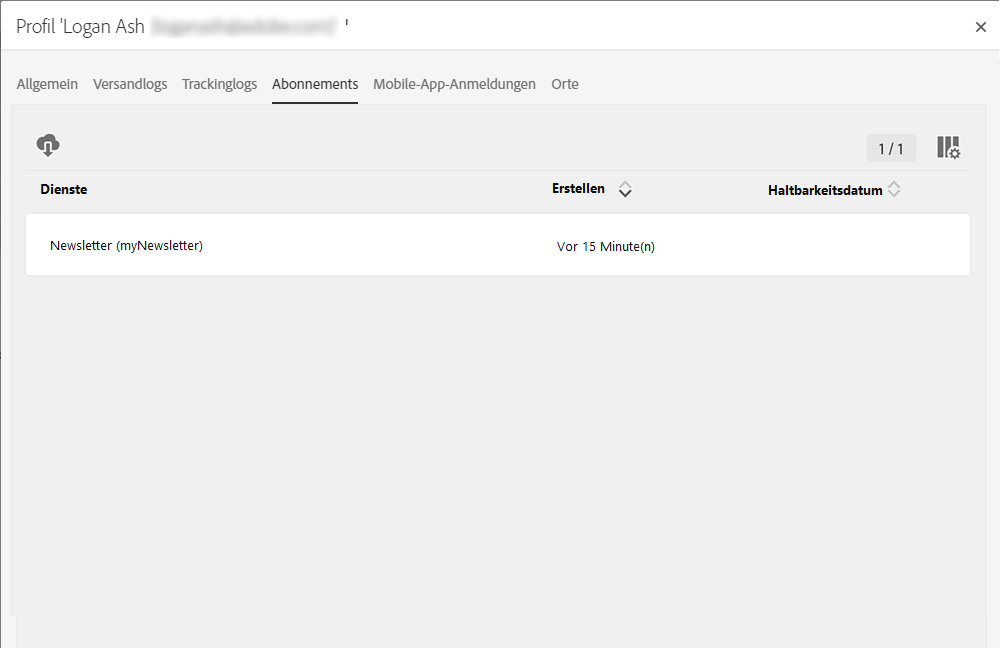 Profil 'Logan Ash '
Allgemein Versandlogs Trackinglogs Abonnements Mobile-App-Anmeldungen Orte
1 / 1
Dienste Erstellen Haltbarkeitsdatum
Newsletter (myNewsletter) Vor 15 Minute(n)